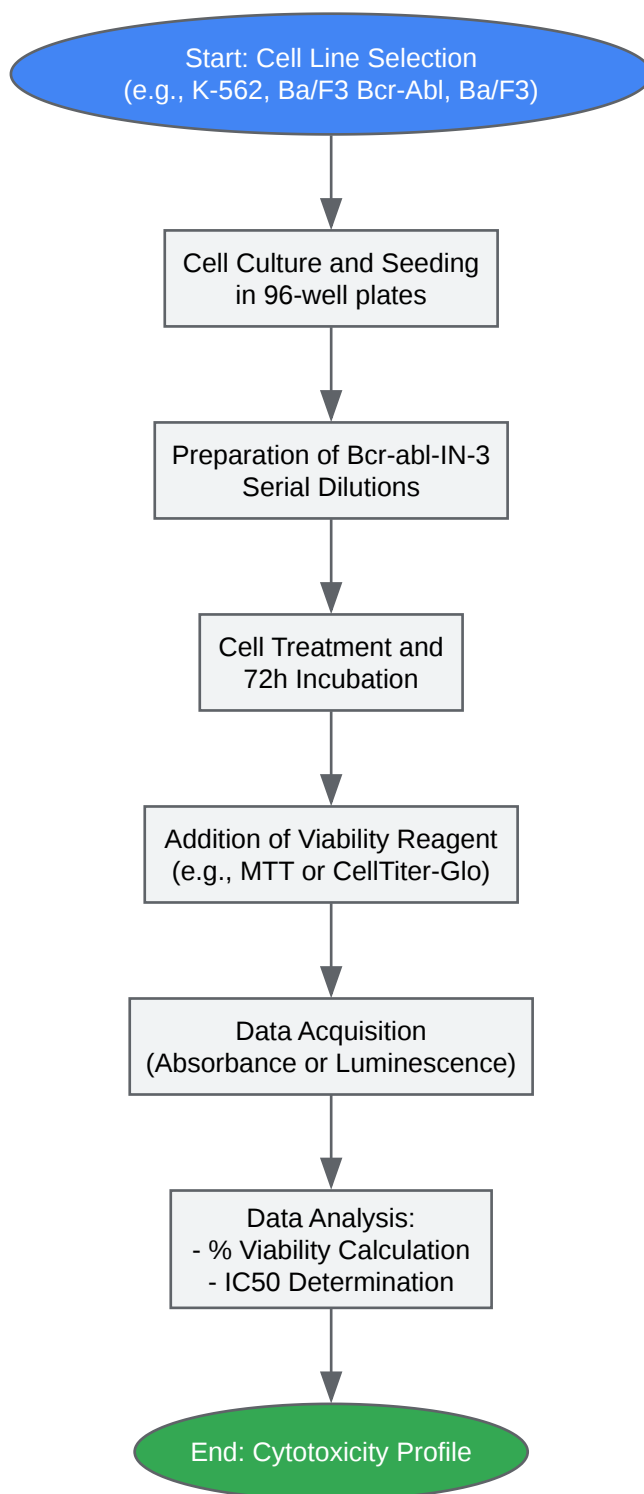 Start: Cell Line Selection
(e.g., K-562, Ba/F3 Bcr-Abl, Ba/F3)
Cell Culture and Seeding
in 96-well plates
Preparation of Bcr-abl-IN-3
Serial Dilutions
Cell Treatment and
72h Incubation
Addition of Viability Reagent
(e.g., MTT or CellTiter-Glo)
Data Acquisition
(Absorbance or Luminescence)
Data Analysis:
- % Viability Calculation
- IC50 Determination
End: Cytotoxicity Profile